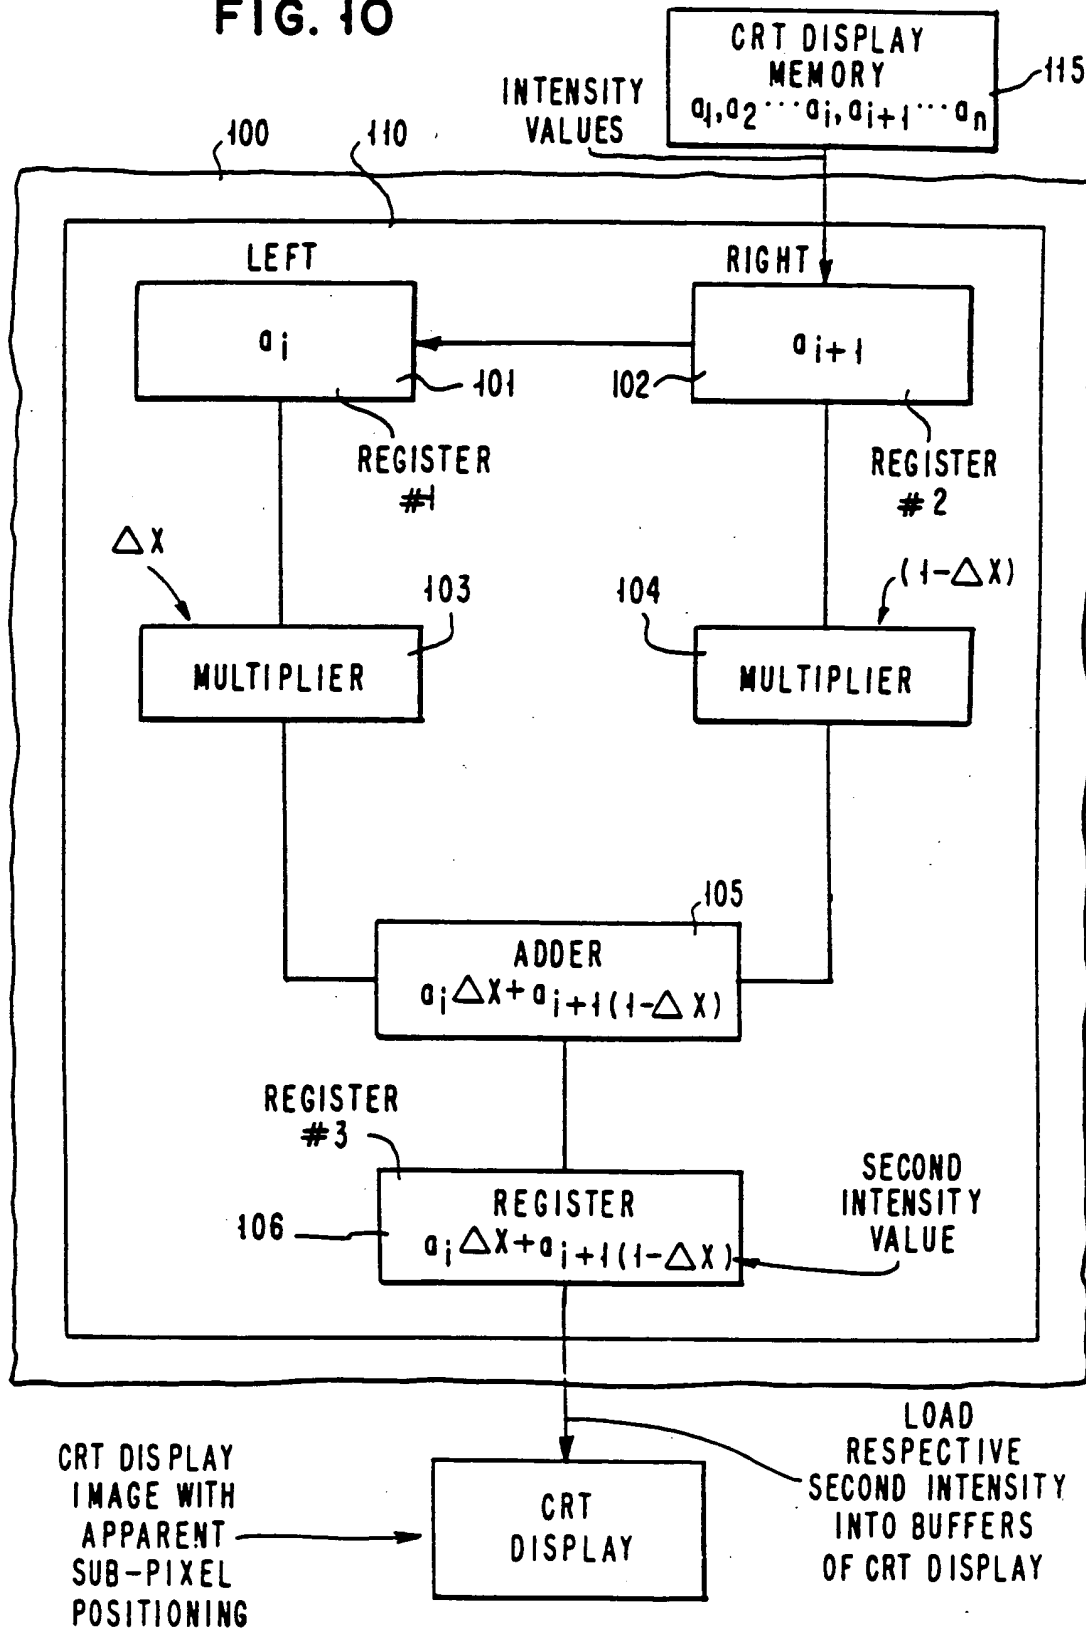 FIG. 10
CRT DISPLAY
MEMORY
a1, a2 ··· ai, ai+1 ··· an
115
INTENSITY
VALUES
100
110
LEFT
RIGHT
ai
ai+1
101
102
REGISTER
#1
REGISTER
#2
ΔX
(1-ΔX)
103
104
MULTIPLIER
MULTIPLIER
105
ADDER
aiΔX+ai+1(1-ΔX)
REGISTER
#3
106
REGISTER
aiΔX+ai+1(1-ΔX)
SECOND
INTENSITY
VALUE
CRT DISPLAY
IMAGE WITH
APPARENT
SUB-PIXEL
POSITIONING
CRT
DISPLAY
LOAD
RESPECTIVE
SECOND INTENSITY
INTO BUFFERS
OF CRT DISPLAY